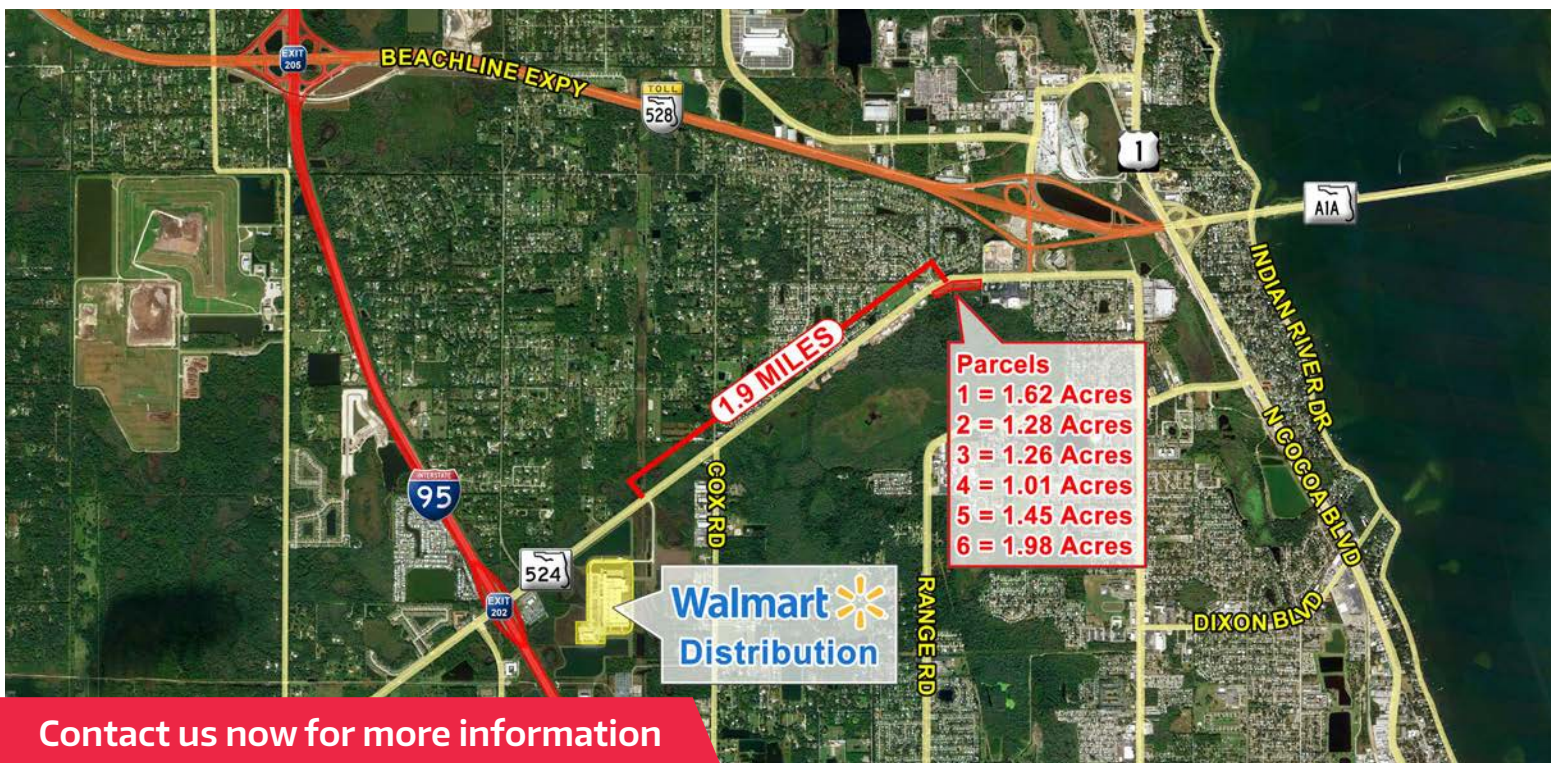 EXIT
205
BEACHLINE EXPY
TOLL
528
1
A1A
INDIAN RIVER DR
1.9 MILES
Parcels
1 = 1.62 Acres
2 = 1.28 Acres
3 = 1.26 Acres
4 = 1.01 Acres
5 = 1.45 Acres
6 = 1.98 Acres
N COCOA BLVD
INTERSTATE
95
COX RD
524
EXIT
202
Walmart
Distribution
RANGE RD
DIXON BLVD
Contact us now for more information